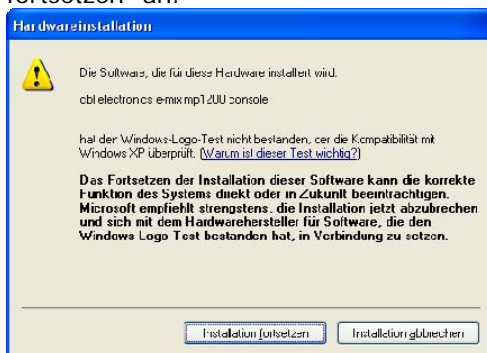 fortsetzen" an.
Hardwareinstallation
Die Software, die für diese Hardware installiert wird:
cbl electronics e-mix mp1200 console
hat den Windows-Logo-Test nicht bestanden, der die Kompatibilität mit
Windows XP überprüft. (Warum ist dieser Test wichtig?)
Das Fortsetzen der Installation dieser Software kann die korrekte
Funktion des Systems direkt oder in Zukunft beeinträchtigen.
Microsoft empfiehlt strengstens, die Installation jetzt abzubrechen
und sich mit dem Hardwarehersteller für Software, die den
Windows-Logo-Test bestanden hat, in Verbindung zu setzen.
Installation fortsetzen
Installation abbrechen